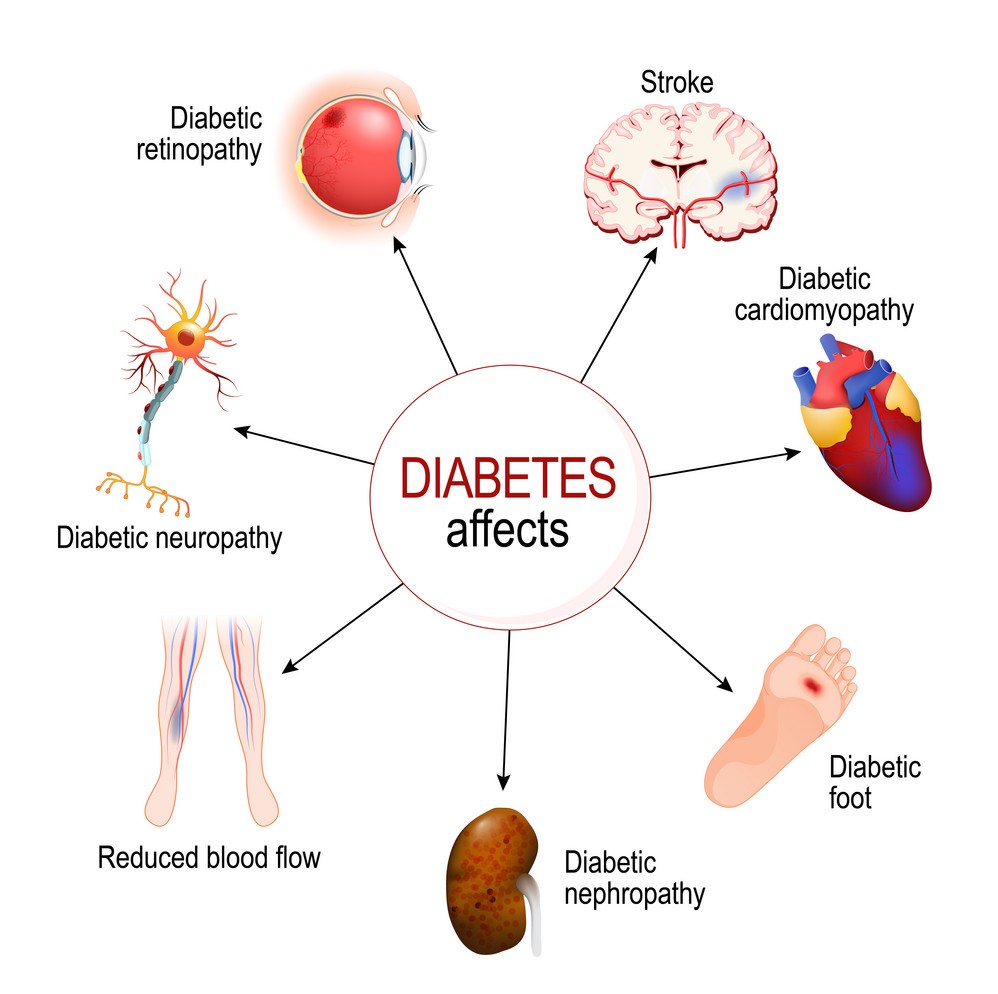 Stroke
Diabetic
retinopathy
Diabetic
cardiomyopathy
DIABETES
affects
Diabetic neuropathy
Diabetic
foot
Reduced blood flow
Diabetic
nephropathy